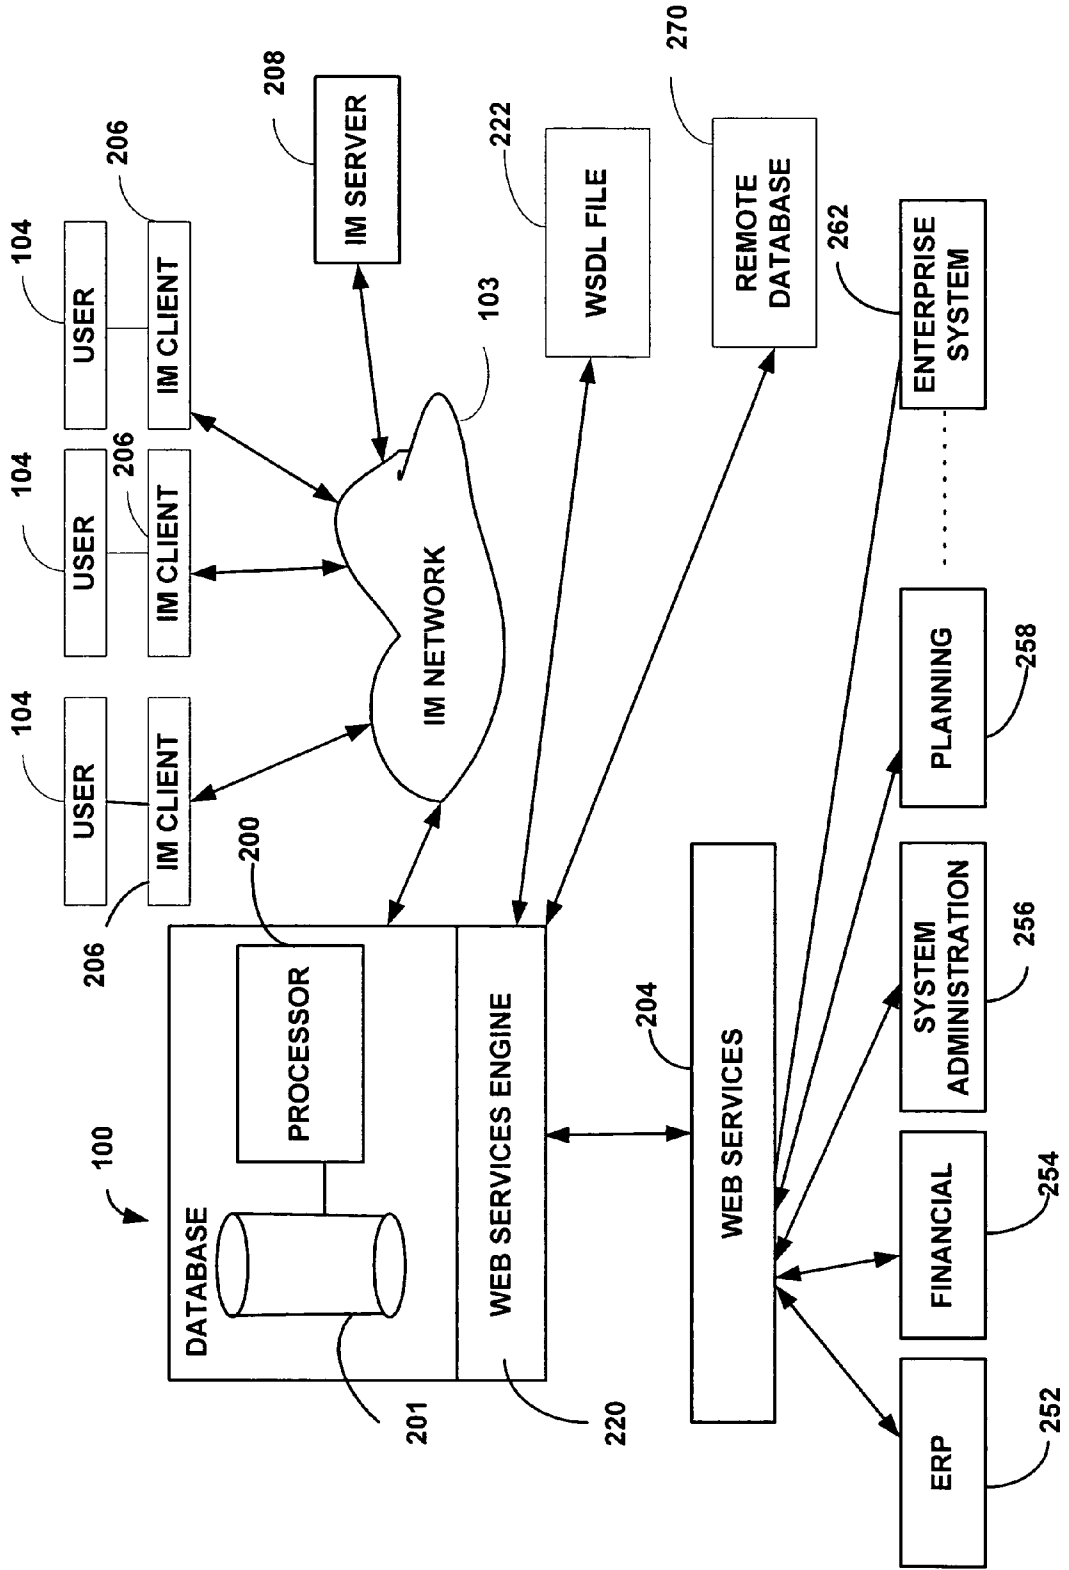 104
104
104
USER
USER
USER
206
206
206
IM CLIENT
IM CLIENT
IM CLIENT
208
IM SERVER
100
DATABASE
200
PROCESSOR
201
IM NETWORK
103
WEB SERVICES ENGINE
220
222
WSDL FILE
270
REMOTE
DATABASE
204
WEB SERVICES
262
ERP
FINANCIAL
SYSTEM
ADMINISTRATION
PLANNING
ENTERPRISE
SYSTEM
252
254
256
258